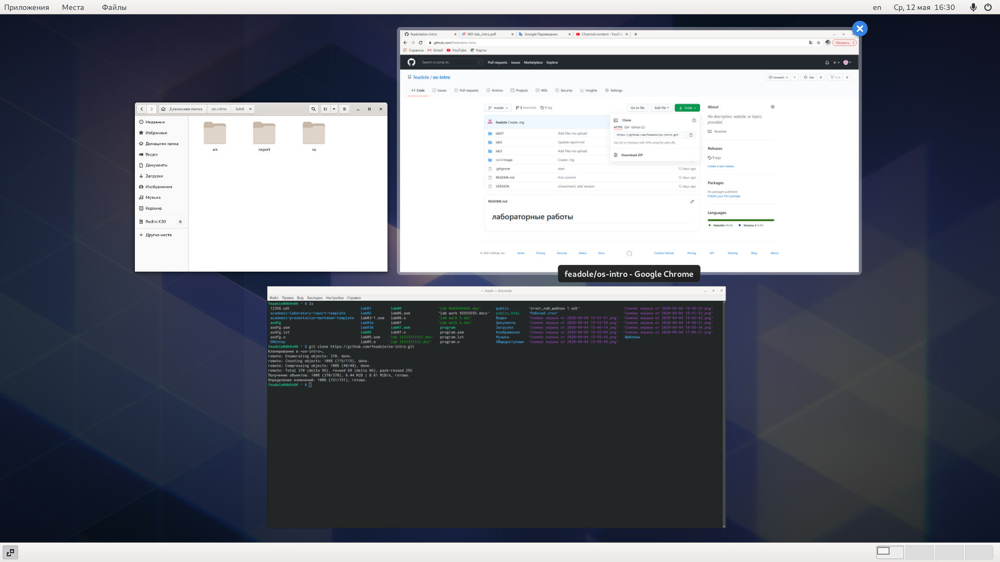 Приложения Места Файлы en Ср, 12 мая 16:30
Домашняя папка os-intro lab4
Недавние
Избранные
Домашняя папка
Видео
Документы
Загрузки
Изображения
Музыка
Корзина
Redmi K30
Другие места
en report ru
feadole/os-intro 001-lab_intro.pdf Google Переводчик Channel content - YouTu
github.com/feadole/os-intro Обновить
Сервисы Gmail YouTube Карты
Search or jump to... Pull requests Issues Marketplace Explore
feadole / os-intro Unwatch 1 Star 0 Fork 0
Code Issues Pull requests Actions Projects Wiki Security Insights Settings
master 2 branches 1 tag Go to file Add file Code
feadole Create .mg
lab01 Add files via upload
lab2 Update report.md
lab3 Add files via upload
lab4/image Create .mg
.gitignore start 12 days ago
README.md first commit 12 days ago
VERSION chore(main): add version 12 days ago
Clone
HTTPS SSH GitHub CLI
https://github.com/feadole/os-intro.git
Use Git or checkout with SVN using the web URL.
Download ZIP
README.md
лабораторные работы
About
No description, website, or topics
provided.
Readme
Releases
1 tags
Create a new release
Packages
No packages published
Publish your first package
Languages
Makefile 99.6% Modula-3 0.4%
© 2021 GitHub, Inc. Terms Privacy Security Status Docs Contact GitHub Pricing API Training Blog About
feadole/os-intro - Google Chrome
~ : bash — Konsole
Файл Правка Вид Закладки Настройка Справка
feadole@dk6n66 ~ $ ls
12356.odt lab01 lab06 'lab 6666666666.doc' public 'отчет_лаб_шаблон 1.odt' 'Снимок экрана от 2020-09-04 16-39-23.png'
academic-laboratory-report-template lab02 lab06.asm 'lab work 55555555.docx' public_html 'Рабочий стол' 'Снимок экрана от 2020-09-04 16-41-23.png'
academic-presentation-markdown-template lab03-1.asm lab06.o 'lab work 5.doc' Видео 'Снимок экрана от 2020-09-04 15-31-51.png' 'Снимок экрана от 2020-09-04 16-42-42.png'
asdfg lab03a lab07 'lab work 6.doc' Документы 'Снимок экрана от 2020-09-04 15-32-50.png' 'Снимок экрана от 2020-09-04 16-48-21.png'
asdfg.asm lab03b lab07.asm program Загрузки 'Снимок экрана от 2020-09-04 15-46-14.png' 'Снимок экрана от 2020-09-04 16-55-38.png'
asdfg.lst lab05 lab07.o program.asm Изображения 'Снимок экрана от 2020-09-04 15-55-04.png' 'Снимок экрана от 2020-09-04 17-06-21.png'
asdfg.o lab05.asm 'lab 33333333333.doc' program.lst Музыка 'Снимок экрана от 2020-09-04 15-55-36.png' Шаблоны
GNUstep lab05.o 'lab 3333333333.doc' program.o Общедоступные 'Снимок экрана от 2020-09-04 15-55-45.png'
feadole@dk6n66 ~ $ git clone https://github.com/feadole/os-intro.git
Клонирование в «os-intro»…
remote: Enumerating objects: 370, done.
remote: Counting objects: 100% (115/115), done.
remote: Compressing objects: 100% (48/48), done.
remote: Total 370 (delta 95), reused 69 (delta 66), pack-reused 255
Получение объектов: 100% (370/370), 6.44 MiB | 8.61 MiB/s, готово.
Определение изменений: 100% (151/151), готово.
feadole@dk6n66 ~ $